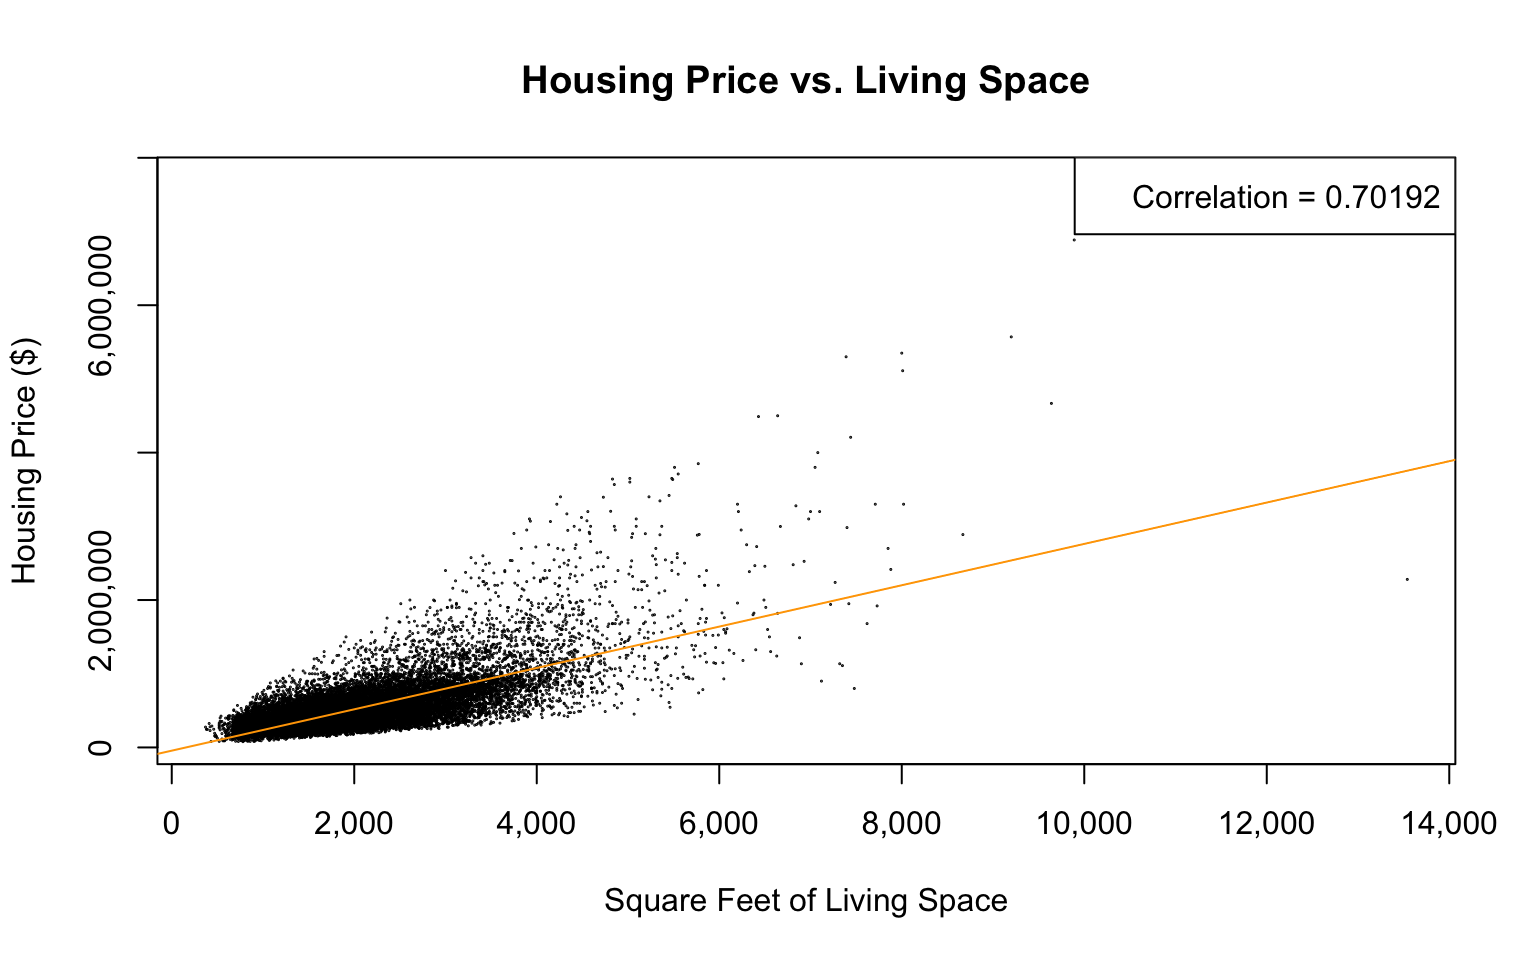 Housing Price vs. Living Space
Correlation = 0.70192
Housing Price ($)
6,000,000
2,000,000
0
0 2,000 4,000 6,000 8,000 10,000 12,000 14,000
Square Feet of Living Space